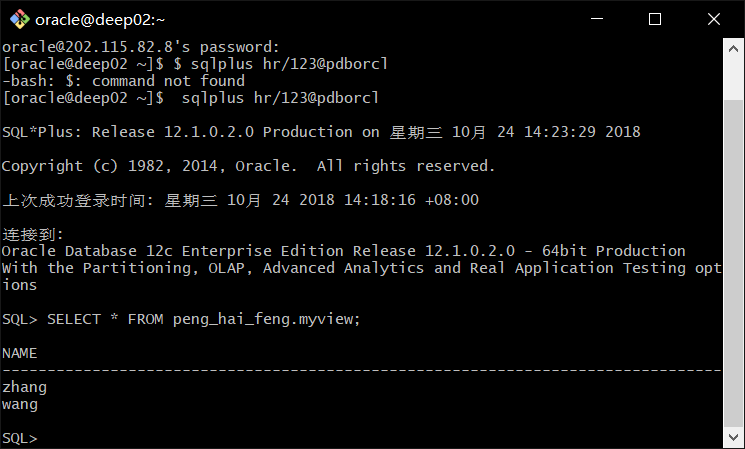 oracle@deep02:~
oracle@202.115.82.8's password:
[oracle@deep02 ~]$ $ sqlplus hr/123@pdborcl
-bash: $: command not found
[oracle@deep02 ~]$  sqlplus hr/123@pdborcl
SQL*Plus: Release 12.1.0.2.0 Production on 星期三 10月 24 14:23:29 2018
Copyright (c) 1982, 2014, Oracle.  All rights reserved.
上次成功登录时间: 星期三 10月 24 2018 14:18:16 +08:00
连接到:
Oracle Database 12c Enterprise Edition Release 12.1.0.2.0 - 64bit Production
With the Partitioning, OLAP, Advanced Analytics and Real Application Testing opt
ions
SQL> SELECT * FROM peng_hai_feng.myview;
NAME
--------------------------------------------------------------------------------
zhang
wang
SQL>